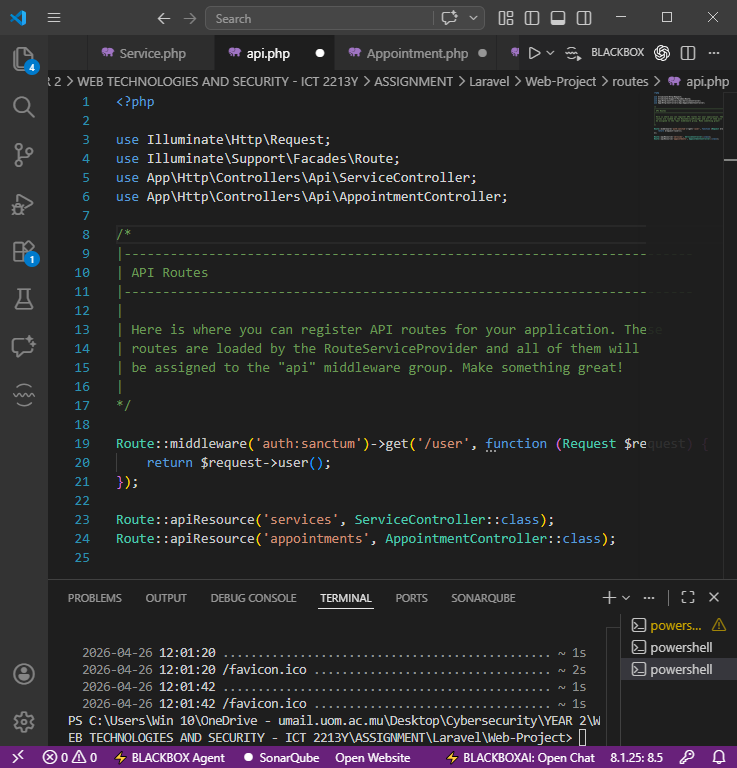 Search
Service.php
api.php
Appointment.php
BLACKBOX
R 2 > WEB TECHNOLOGIES AND SECURITY - ICT 2213Y > ASSIGNMENT > Laravel > Web-Project > routes > api.php
1 <?php
2
3 use Illuminate\Http\Request;
4 use Illuminate\Support\Facades\Route;
5 use App\Http\Controllers\Api\ServiceController;
6 use App\Http\Controllers\Api\AppointmentController;
7
8 /*
9 |--------------------------------------------------------------------------
10 | API Routes
11 |--------------------------------------------------------------------------
12 |
13 | Here is where you can register API routes for your application. These
14 | routes are loaded by the RouteServiceProvider and all of them will
15 | be assigned to the "api" middleware group. Make something great!
16 |
17 */
18
19 Route::middleware('auth:sanctum')->get('/user', function (Request $request) {
20     return $request->user();
21 });
22
23 Route::apiResource('services', ServiceController::class);
24 Route::apiResource('appointments', AppointmentController::class);
25
4
1
PROBLEMS OUTPUT DEBUG CONSOLE TERMINAL PORTS SONARQUBE
2026-04-26 12:01:20 .......................................... ~ 1s
2026-04-26 12:01:20 /favicon.ico ............................... ~ 2s
2026-04-26 12:01:42 .......................................... ~ 1s
2026-04-26 12:01:42 /favicon.ico ............................... ~ 1s
PS C:\Users\Win 10\OneDrive - umail.uom.ac.mu\Desktop\Cybersecurity\YEAR 2\W
EB TECHNOLOGIES AND SECURITY - ICT 2213Y\ASSIGNMENT\Laravel\Web-Project>
powers...
powershell
powershell
0 0 BLACKBOX Agent SonarQube Open Website BLACKBOXAI: Open Chat 8.1.25: 8.5